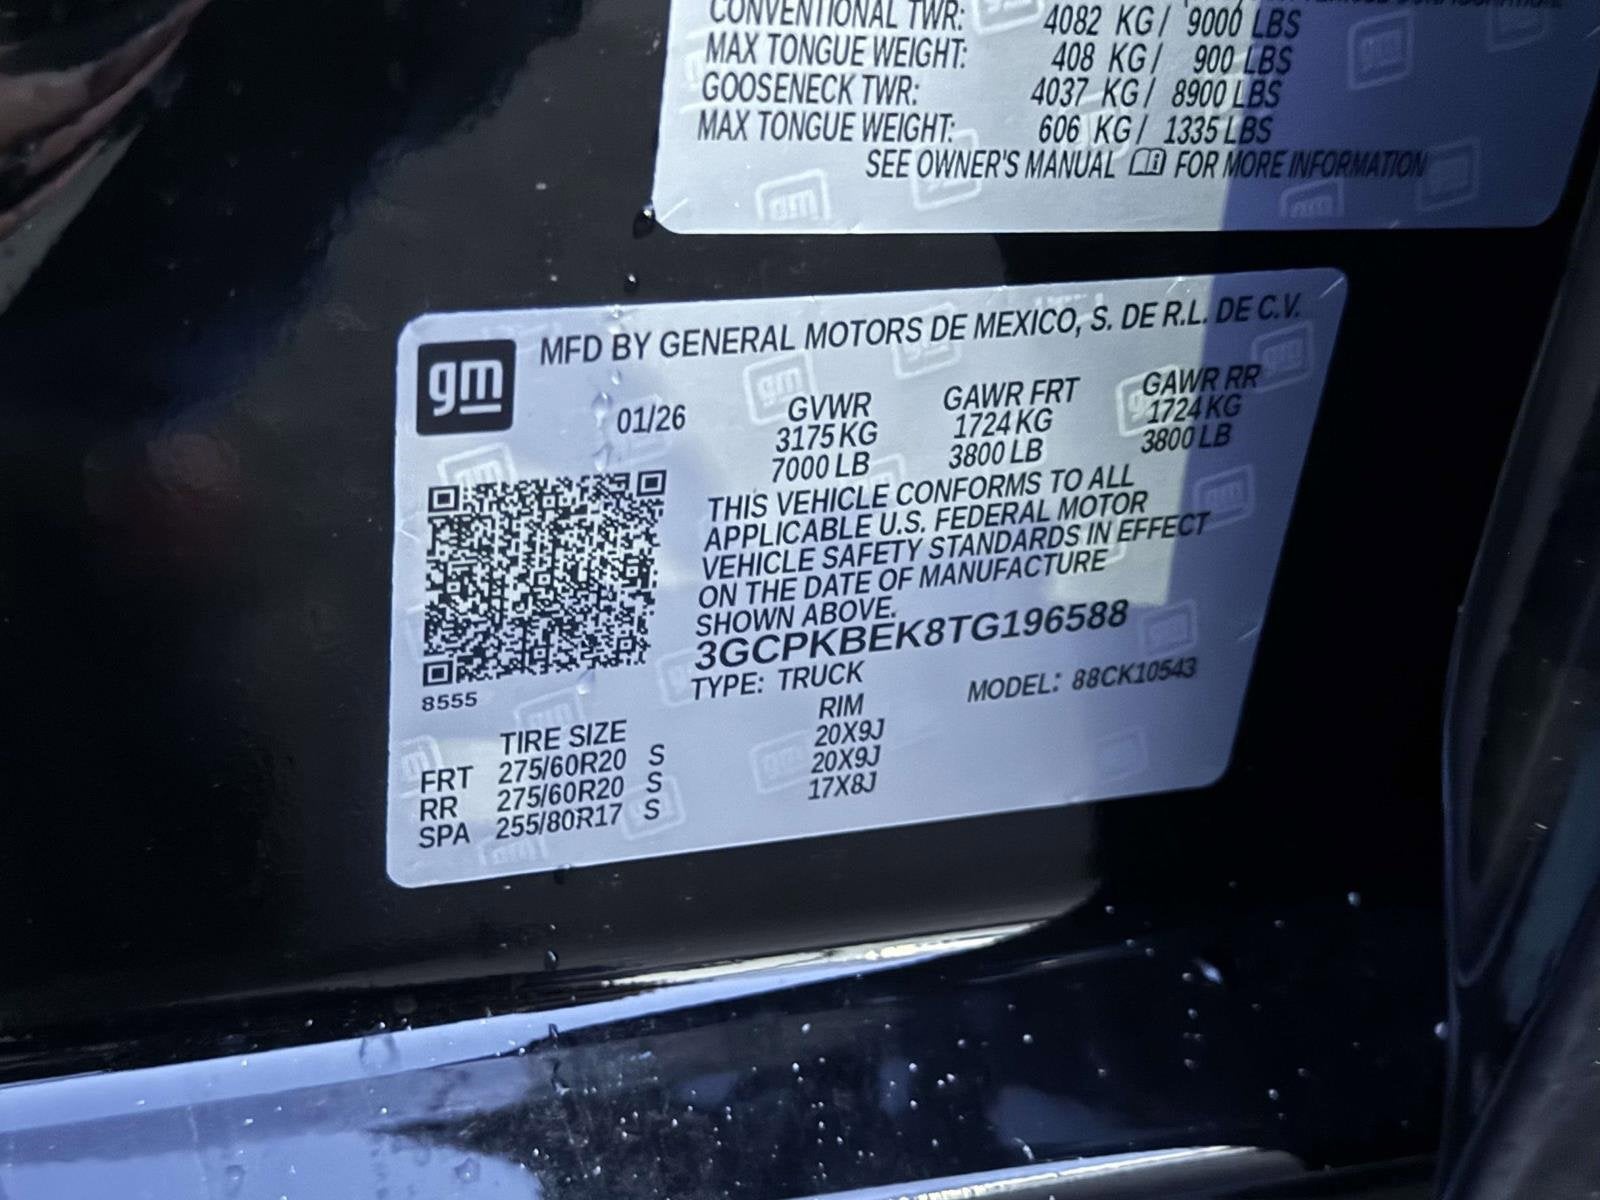 CONVENTIONAL TWR: 4082 KG/ 9000 LBS
MAX TONGUE WEIGHT: 408 KG/ 900 LBS
GOOSENECK TWR: 4037 KG/ 8900 LBS
MAX TONGUE WEIGHT: 606 KG/ 1335 LBS
SEE OWNER'S MANUAL FOR MORE INFORMATION
gm
MFD BY GENERAL MOTORS DE MEXICO, S. DE R.L. DE C.V.
01/26
GVWR GAWR FRT GAWR RR
3175 KG 1724 KG 1724 KG
7000 LB 3800 LB 3800 LB
THIS VEHICLE CONFORMS TO ALL
APPLICABLE U.S. FEDERAL MOTOR
VEHICLE SAFETY STANDARDS IN EFFECT
ON THE DATE OF MANUFACTURE
SHOWN ABOVE.
3GCPKBEK8TG196588
TYPE: TRUCK MODEL: 88CK10543
8555
TIRE SIZE RIM
FRT 275/60R20 S 20X9J
RR 275/60R20 S 20X9J
SPA 255/80R17 S 17X8J